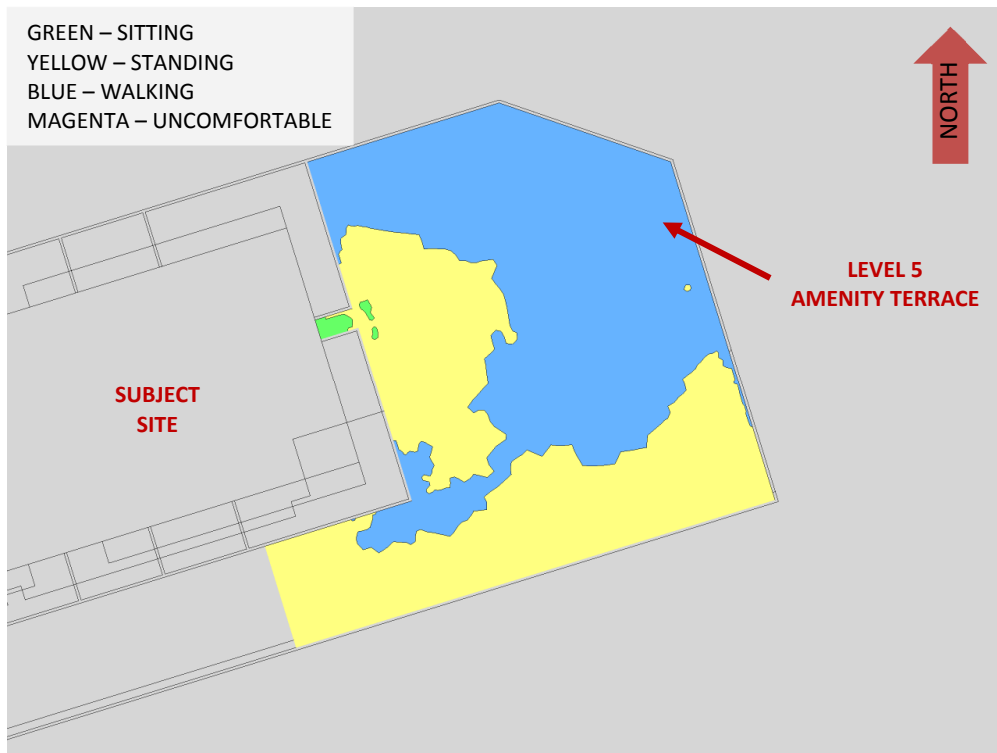 GREEN – SITTING
YELLOW – STANDING
BLUE – WALKING
MAGENTA – UNCOMFORTABLE
NORTH
LEVEL 5
AMENITY TERRACE
SUBJECT
SITE